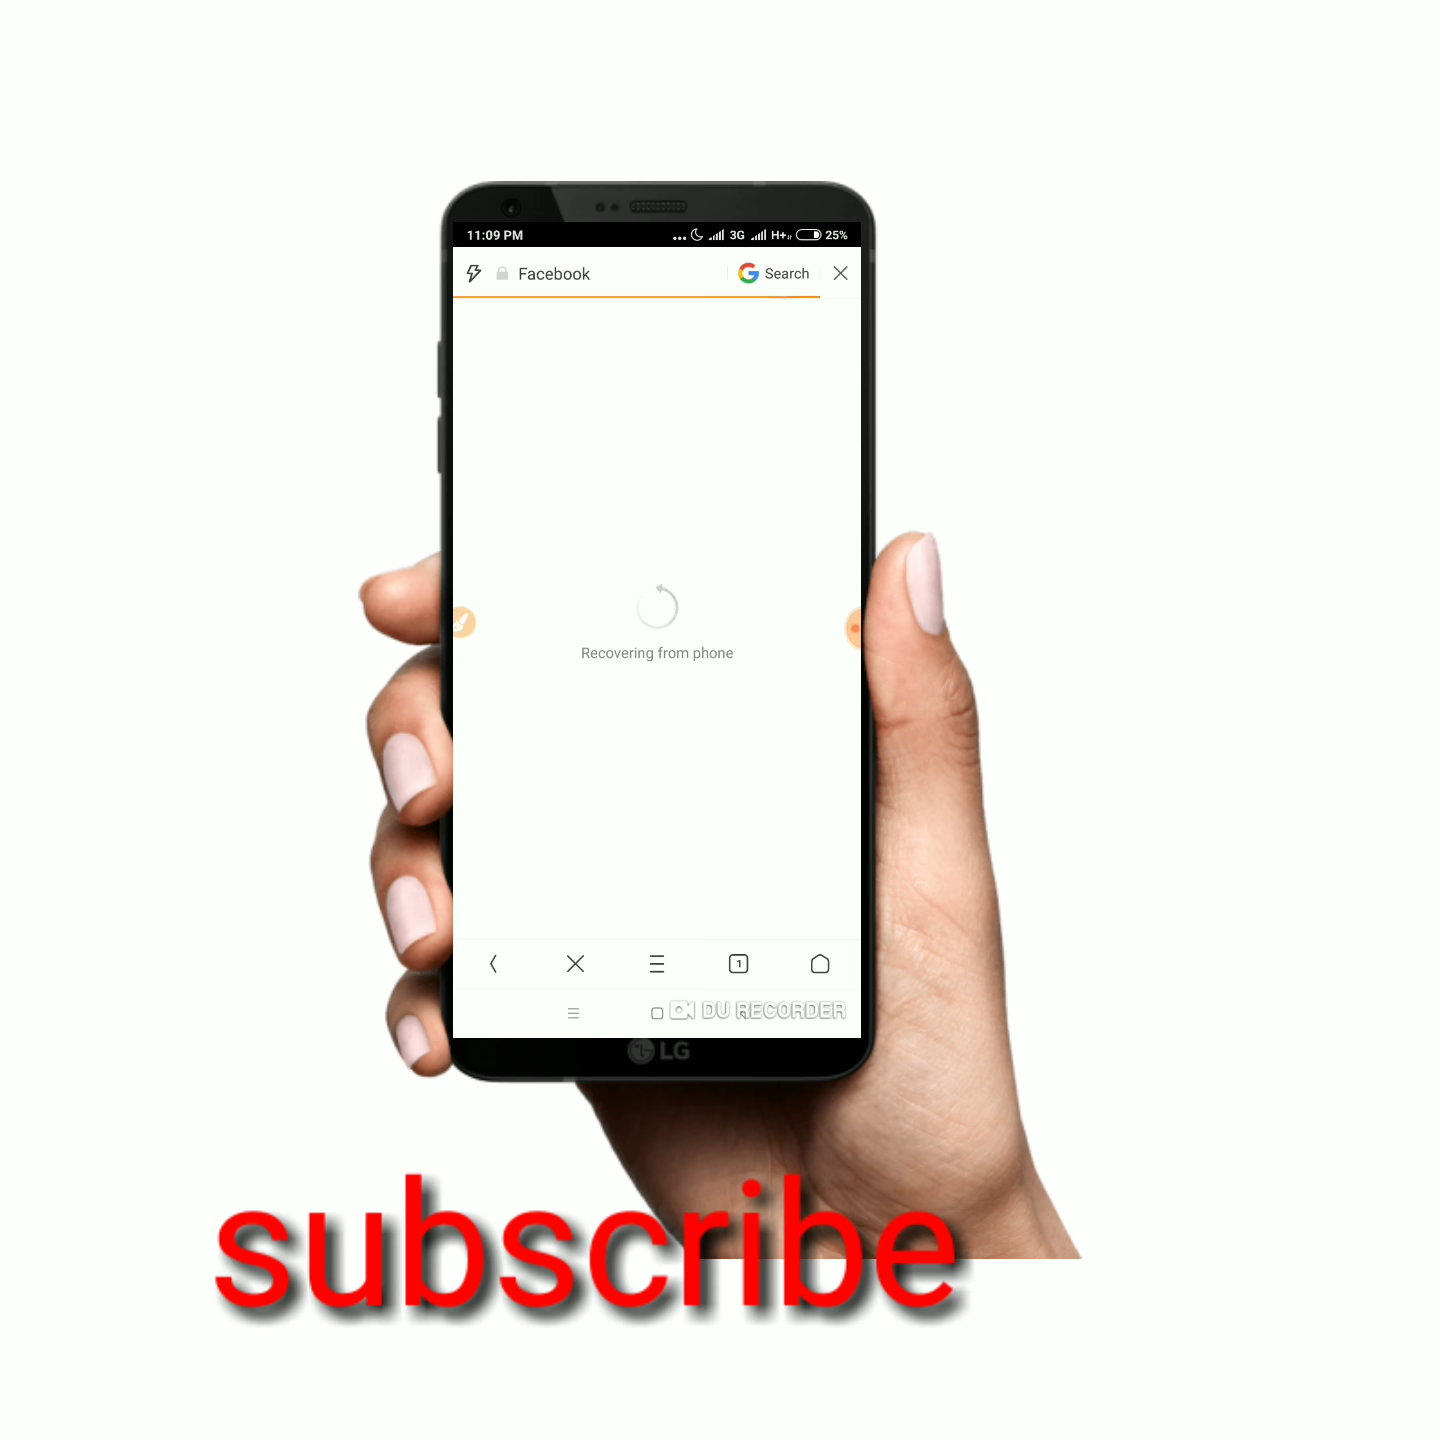 11:09 PM ... 3G H+ 25%
Facebook Search
Recovering from phone
1
DU RECORDER
LG
subscribe